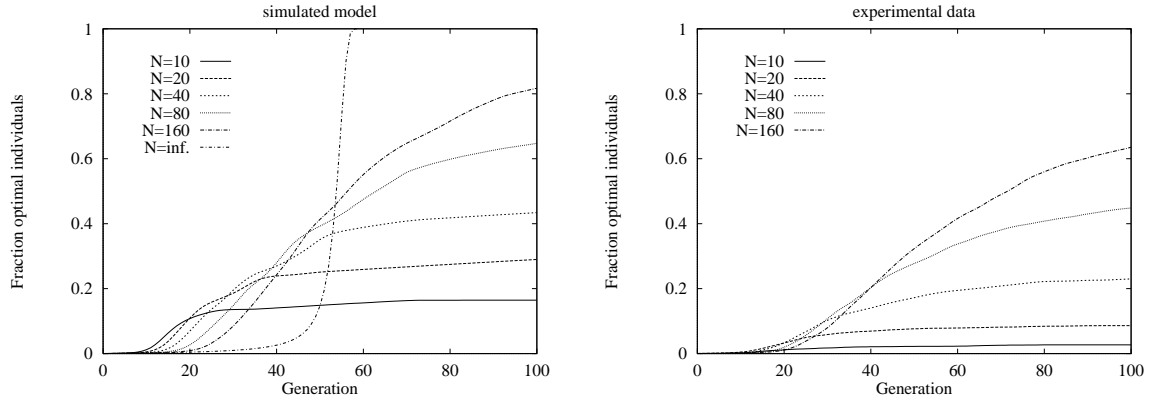 simulated model
1
0.8
0.6
0.4
0.2
0
0 20 40 60 80 100
Generation
Fraction optimal individuals
N=10
N=20
N=40
N=80
N=160
N=inf.
experimental data
1
0.8
0.6
0.4
0.2
0
0 20 40 60 80 100
Generation
Fraction optimal individuals
N=10
N=20
N=40
N=80
N=160